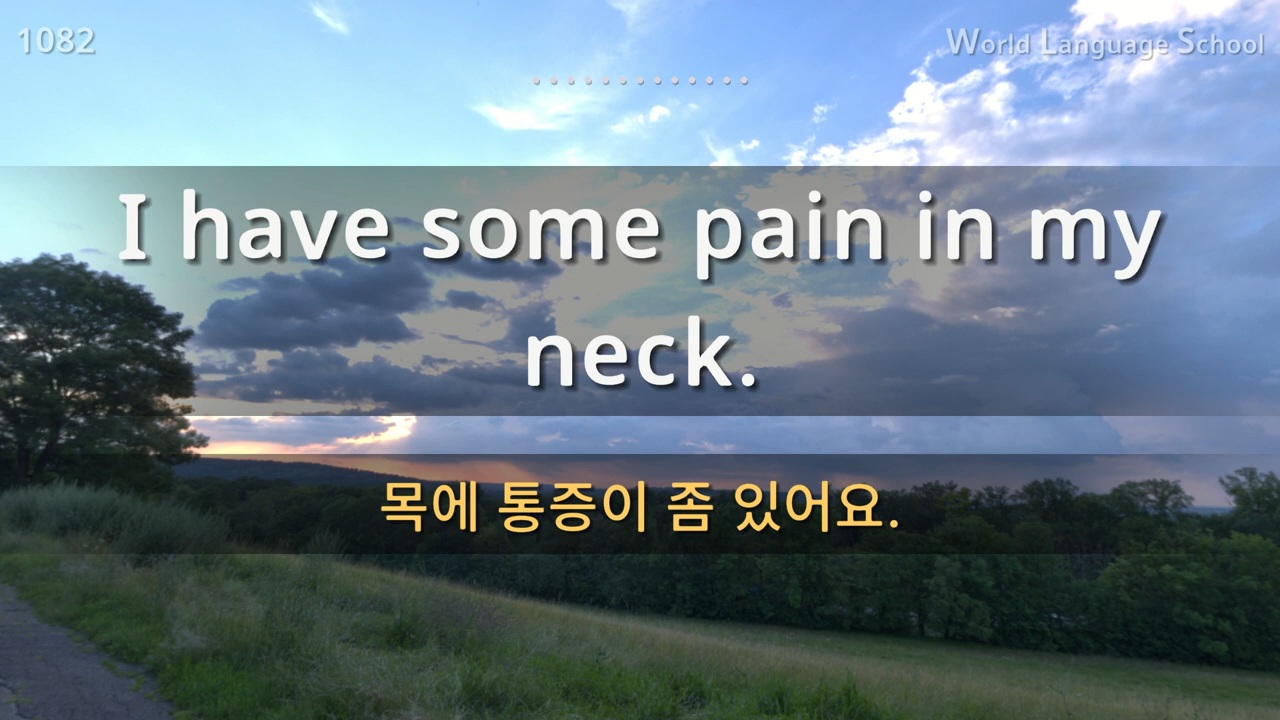 1082
World Language School
I have some pain in my
neck.
목에 통증이 좀 있어요.